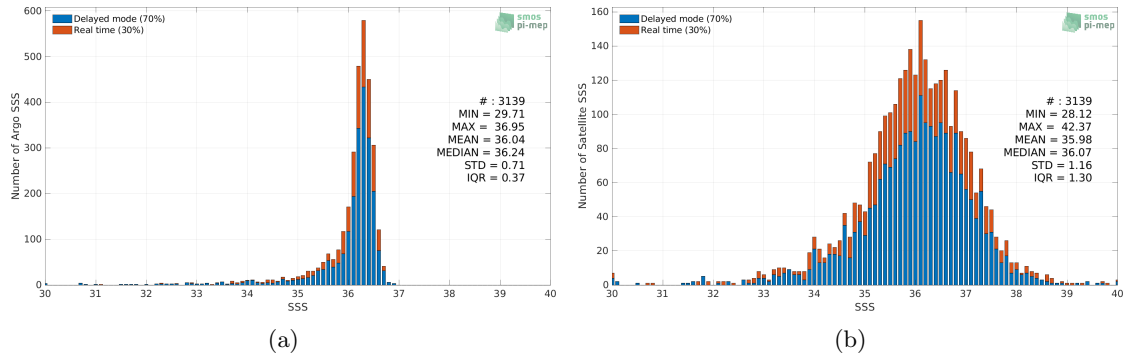 Delayed mode (70%)
Real time (30%)
smos
pi-mep
# : 3139
MIN = 29.71
MAX = 36.95
MEAN = 36.04
MEDIAN = 36.24
STD = 0.71
IQR = 0.37
Number of Argo SSS
600
500
400
300
200
100
0
30 31 32 33 34 35 36 37 38 39 40
SSS
(a)
Delayed mode (70%)
Real time (30%)
smos
pi-mep
# : 3139
MIN = 28.12
MAX = 42.37
MEAN = 35.98
MEDIAN = 36.07
STD = 1.16
IQR = 1.30
Number of Satellite SSS
160
140
120
100
80
60
40
20
0
30 31 32 33 34 35 36 37 38 39 40
SSS
(b)